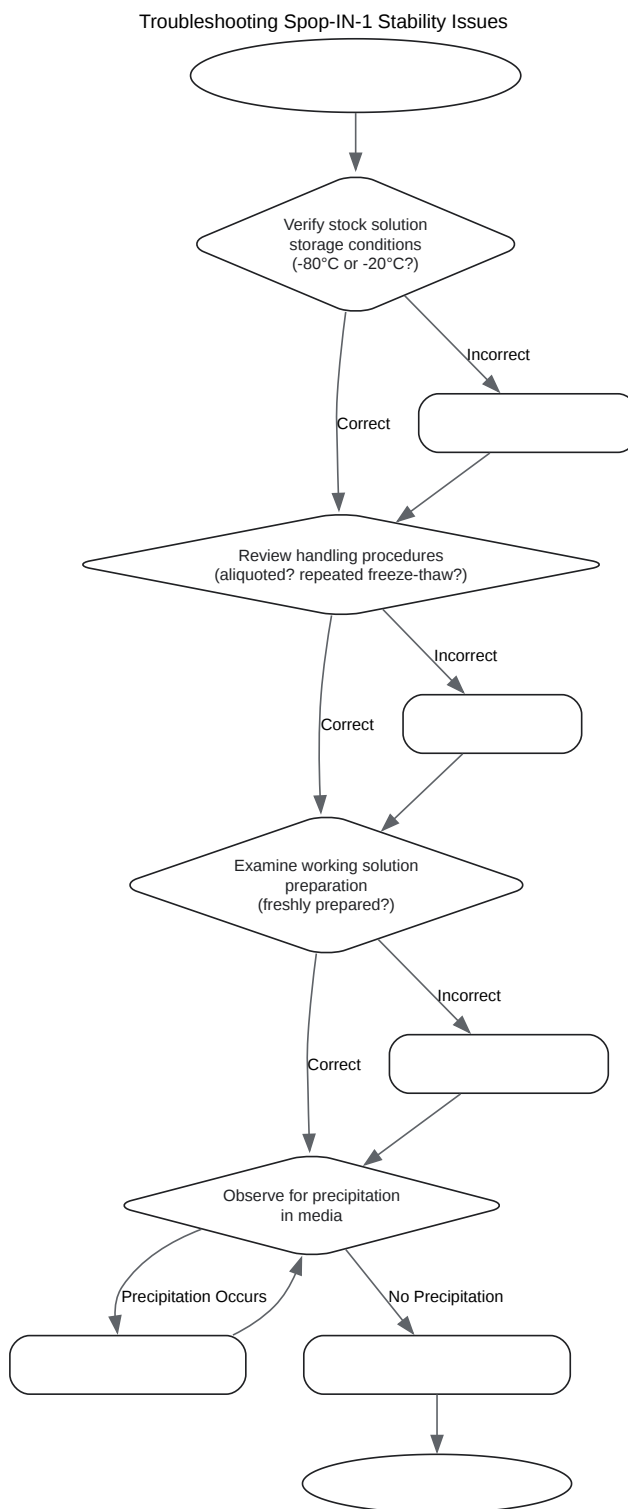 Troubleshooting Spop-IN-1 Stability Issues
Verify stock solution
storage conditions
(-80°C or -20°C?)
Incorrect
Correct
Review handling procedures
(aliquoted? repeated freeze-thaw?)
Incorrect
Correct
Examine working solution
preparation
(freshly prepared?)
Incorrect
Correct
Observe for precipitation
in media
Precipitation Occurs
No Precipitation